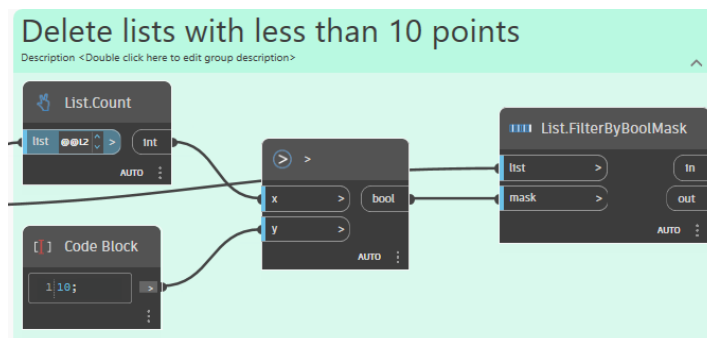 Delete lists with less than 10 points
Description <Double click here to edit group description>
List.Count
list @@L2 > int
AUTO
> >
x > bool
y >
AUTO
List.FilterByBoolMask
list > in
mask > out
AUTO
[ ] Code Block
1 10; >